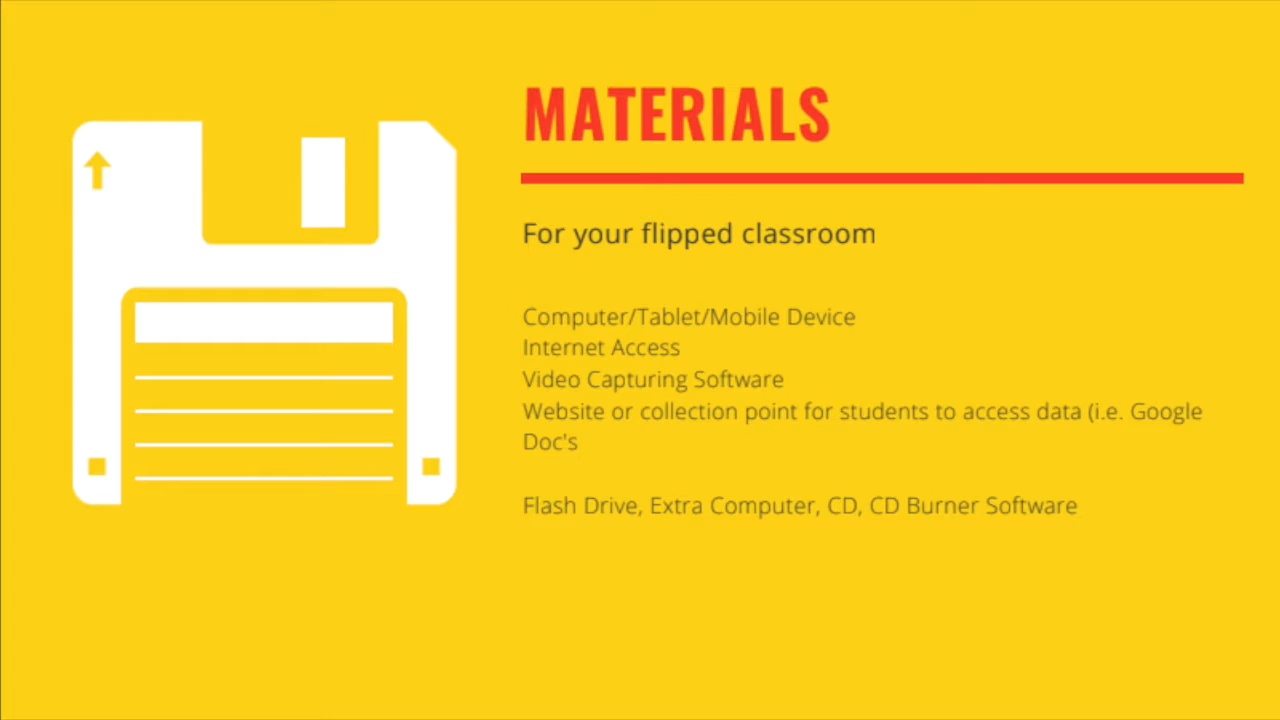 MATERIALS
For your flipped classroom
Computer/Tablet/Mobile Device
Internet Access
Video Capturing Software
Website or collection point for students to access data (i.e. Google
Doc's
Flash Drive, Extra Computer, CD, CD Burner Software